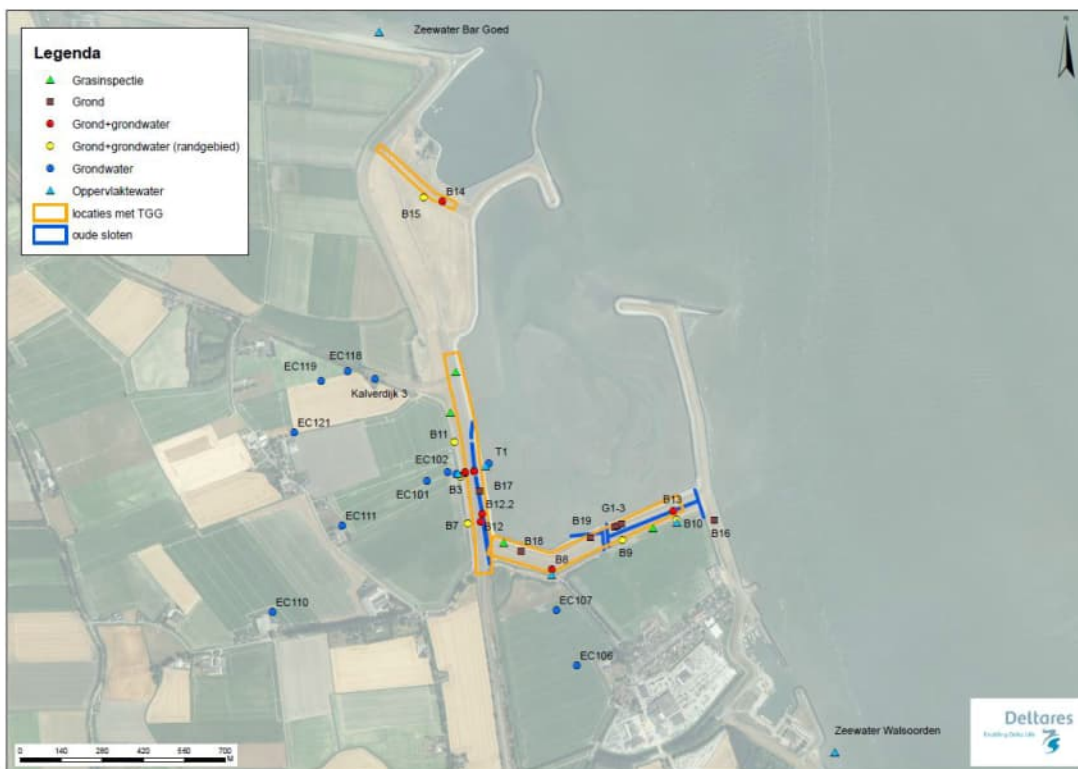 Zeewater Bar Goed
N
Legenda
Grasinspectie
Grond
Grond+grondwater
Grond+grondwater (randgebied)
Grondwater
Oppervlaktewater
locaties met TGG
oude sloten
B14
B15
EC118
EC119
Kalverdijk 3
EC121
B11
EC102
T1
EC101
B3
B17
B12.2
EC111
B7
B12
G1-3
B13
B19
B10
B16
B18
B9
B8
EC110
EC107
EC106
Zeewater Walsoorden
Deltares
Enabling Delta Life
0 140 280 420 560 700
M